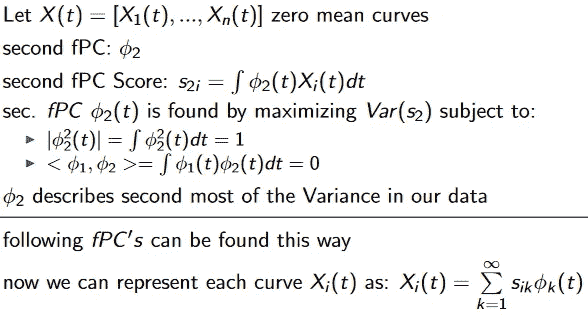 Let X(t) = [X₁(t), ..., Xₙ(t)] zero mean curves
second fPC: ϕ₂
second fPC Score: s₂ᵢ = ∫ ϕ₂(t)Xᵢ(t)dt
sec. fPC ϕ₂(t) is found by maximizing Var(s₂) subject to:
▶ |ϕ₂²(t)| = ∫ ϕ₂²(t)dt = 1
▶ < ϕ₁, ϕ₂ >= ∫ ϕ₁(t)ϕ₂(t)dt = 0
ϕ₂ describes second most of the Variance in our data
following fPC's can be found this way
now we can represent each curve Xᵢ(t) as: Xᵢ(t) = ∑_{k=1}^{∞} sᵢₖϕₖ(t)